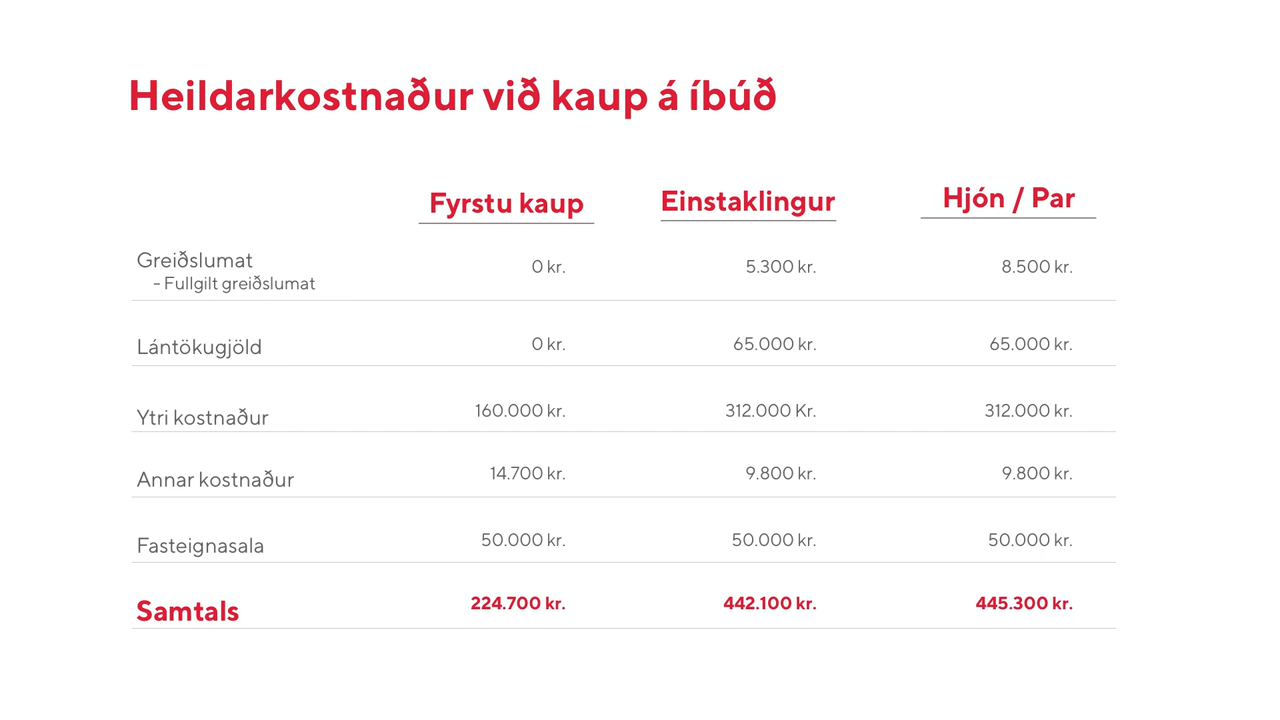 Heildarkostnaður við kaup á íbúð
Fyrstu kaup Einstaklingur Hjón / Par
Greiðslumat 0 kr. 5.300 kr. 8.500 kr.
- Fullgilt greiðslumat
Lántökugjöld 0 kr. 65.000 kr. 65.000 kr.
Ytri kostnaður 160.000 kr. 312.000 Kr. 312.000 kr.
Annar kostnaður 14.700 kr. 9.800 kr. 9.800 kr.
Fasteignasala 50.000 kr. 50.000 kr. 50.000 kr.
Samtals 224.700 kr. 442.100 kr. 445.300 kr.